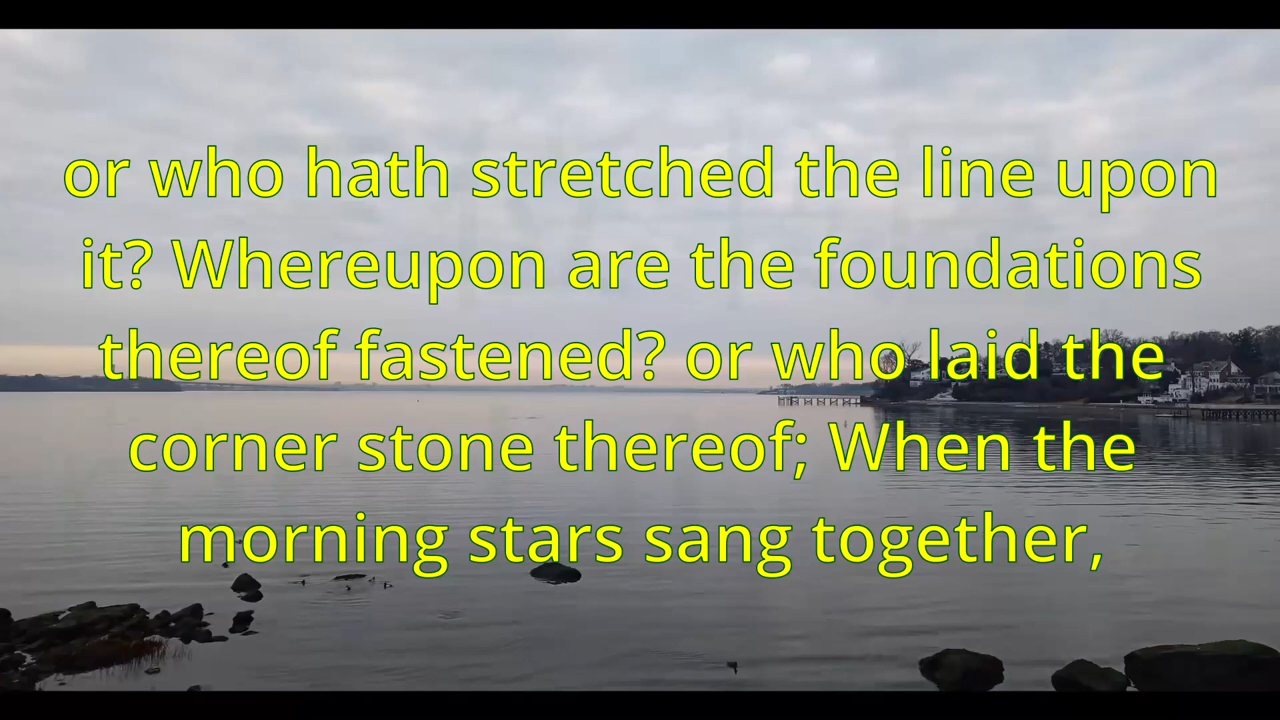 or who hath stretched the line upon
it? Whereupon are the foundations
thereof fastened? or who laid the
corner stone thereof; When the
morning stars sang together,